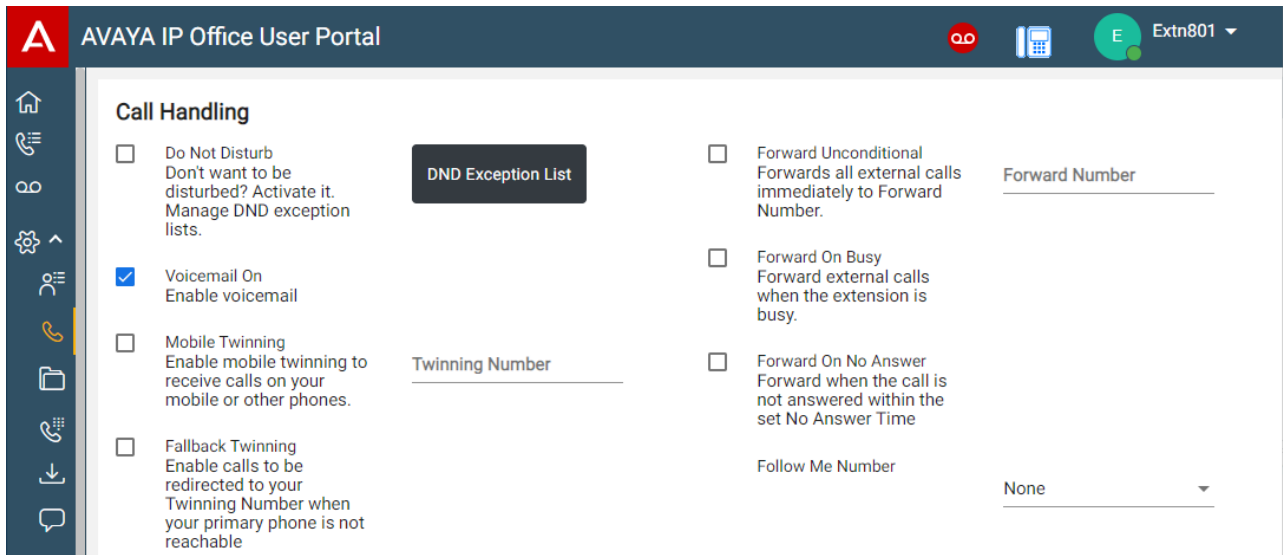 AVAYA IP Office User Portal
E
Extn801
Call Handling
Do Not Disturb
Don't want to be
disturbed? Activate it.
Manage DND exception
lists.
DND Exception List
Voicemail On
Enable voicemail
Mobile Twinning
Enable mobile twinning to
receive calls on your
mobile or other phones.
Twinning Number
Fallback Twinning
Enable calls to be
redirected to your
Twinning Number when
your primary phone is not
reachable
Forward Unconditional
Forwards all external calls
immediately to Forward
Number.
Forward Number
Forward On Busy
Forward external calls
when the extension is
busy.
Forward On No Answer
Forward when the call is
not answered within the
set No Answer Time
Follow Me Number
None